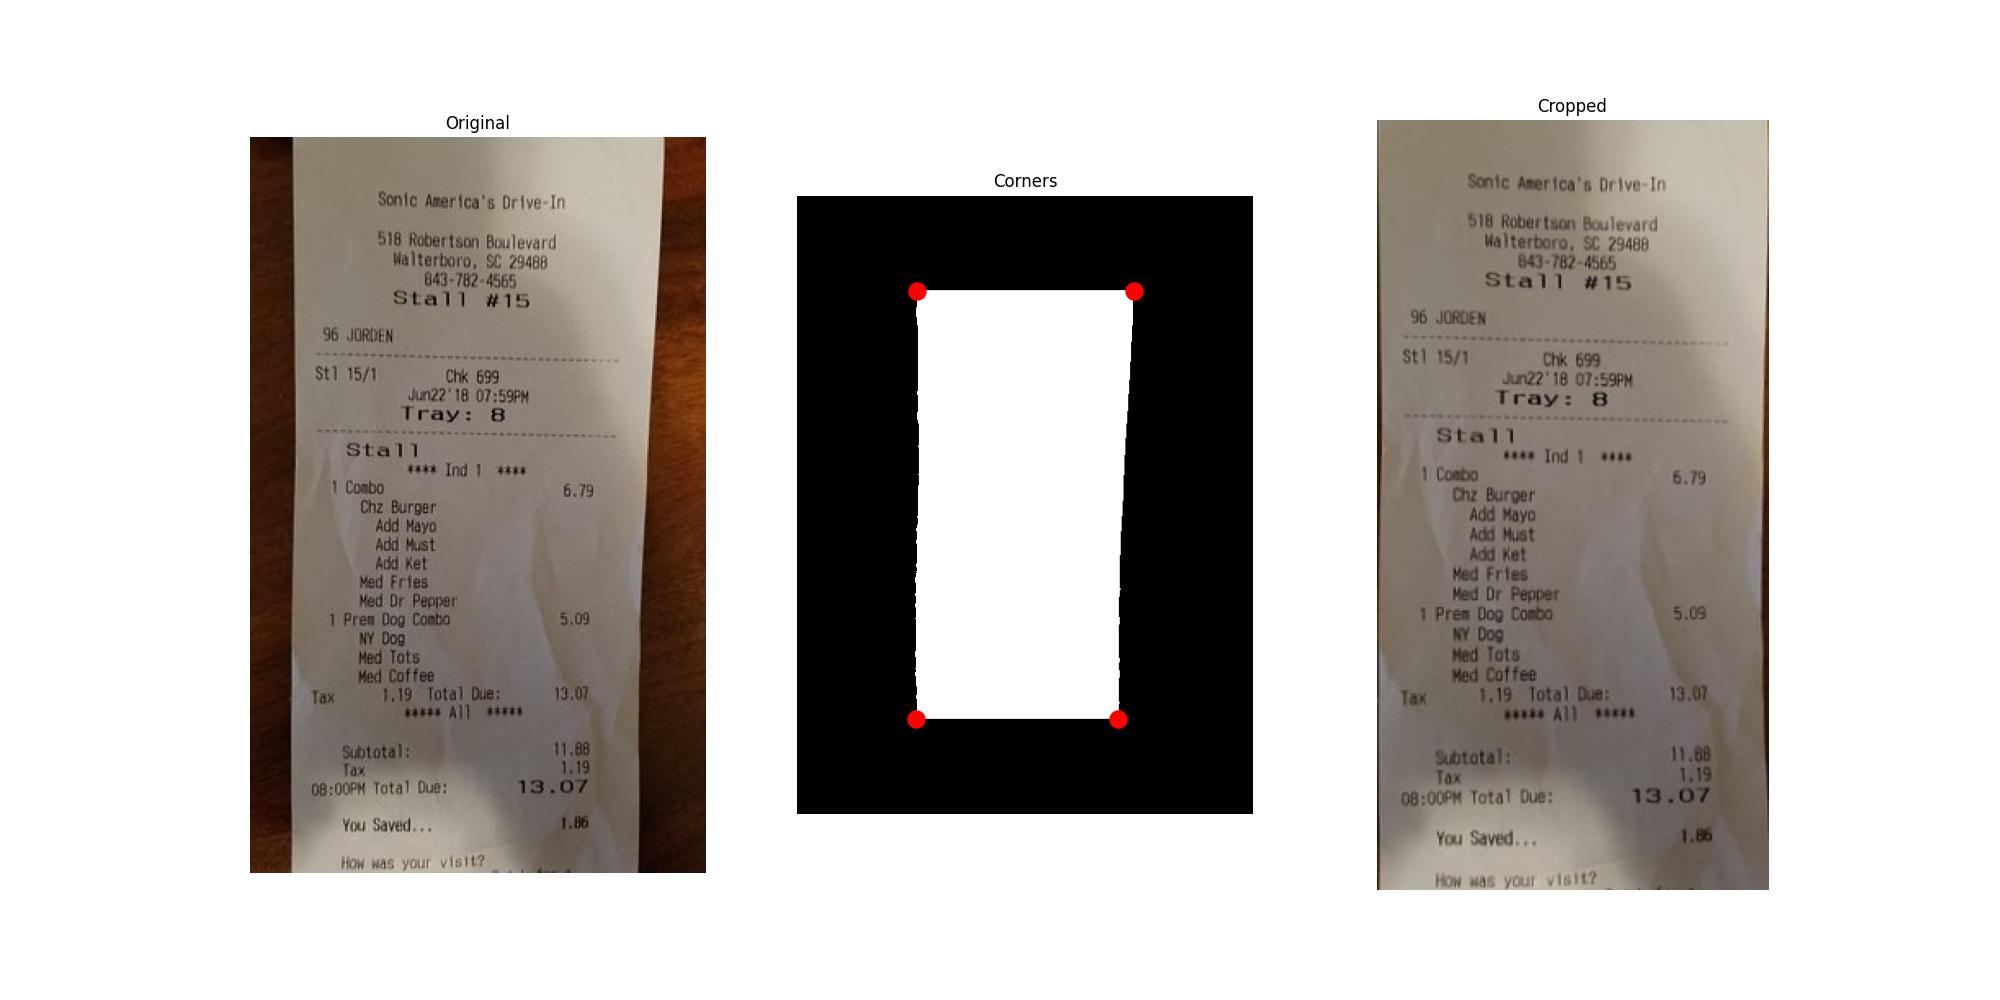 Original
Sonic America's Drive-In
518 Robertson Boulevard
Walterboro, SC 29488
843-782-4565
Stall #15
96 JORDEN
Stl 15/1 Chk 699
Jun22'18 07:59PM
Tray: 8
Stall
**** Ind 1 ****
1 Combo 6.79
Chz Burger
Add Mayo
Add Must
Add Ket
Med Fries
Med Dr Pepper
1 Prem Dog Combo 5.09
NY Dog
Med Tots
Med Coffee
Tax 1.19 Total Due: 13.07
***** All *****
Subtotal: 11.88
Tax 1.19
08:00PM Total Due: 13.07
You Saved... 1.86
How was your visit?
Corners
Cropped
Sonic America's Drive-In
518 Robertson Boulevard
Walterboro, SC 29488
843-782-4565
Stall #15
96 JORDEN
Stl 15/1 Chk 699
Jun22'18 07:59PM
Tray: 8
Stall
**** Ind 1 ****
1 Combo 6.79
Chz Burger
Add Mayo
Add Must
Add Ket
Med Fries
Med Dr Pepper
1 Prem Dog Combo 5.09
NY Dog
Med Tots
Med Coffee
Tax 1.19 Total Due: 13.07
***** All *****
Subtotal: 11.88
Tax 1.19
08:00PM Total Due: 13.07
You Saved... 1.86
How was your visit?